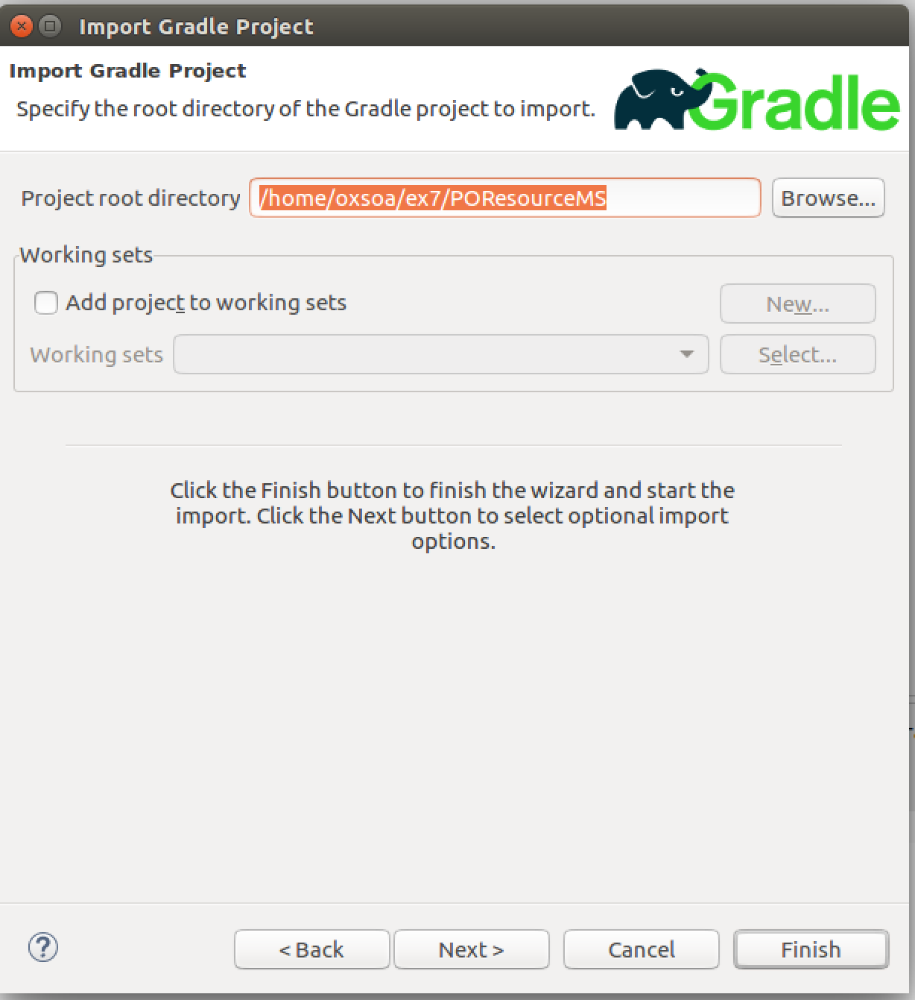 Import Gradle Project
Import Gradle Project
Specify the root directory of the Gradle project to import.
Gradle
Project root directory /home/oxsoa/ex7/POResourceMS Browse...
Working sets
Add project to working sets New...
Working sets Select...
Click the Finish button to finish the wizard and start the
import. Click the Next button to select optional import
options.
? < Back Next > Cancel Finish